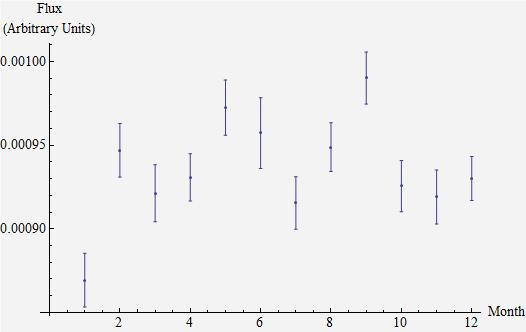 Flux
(Arbitrary Units)
0.00100
0.00095
0.00090
2 4 6 8 10 12 Month